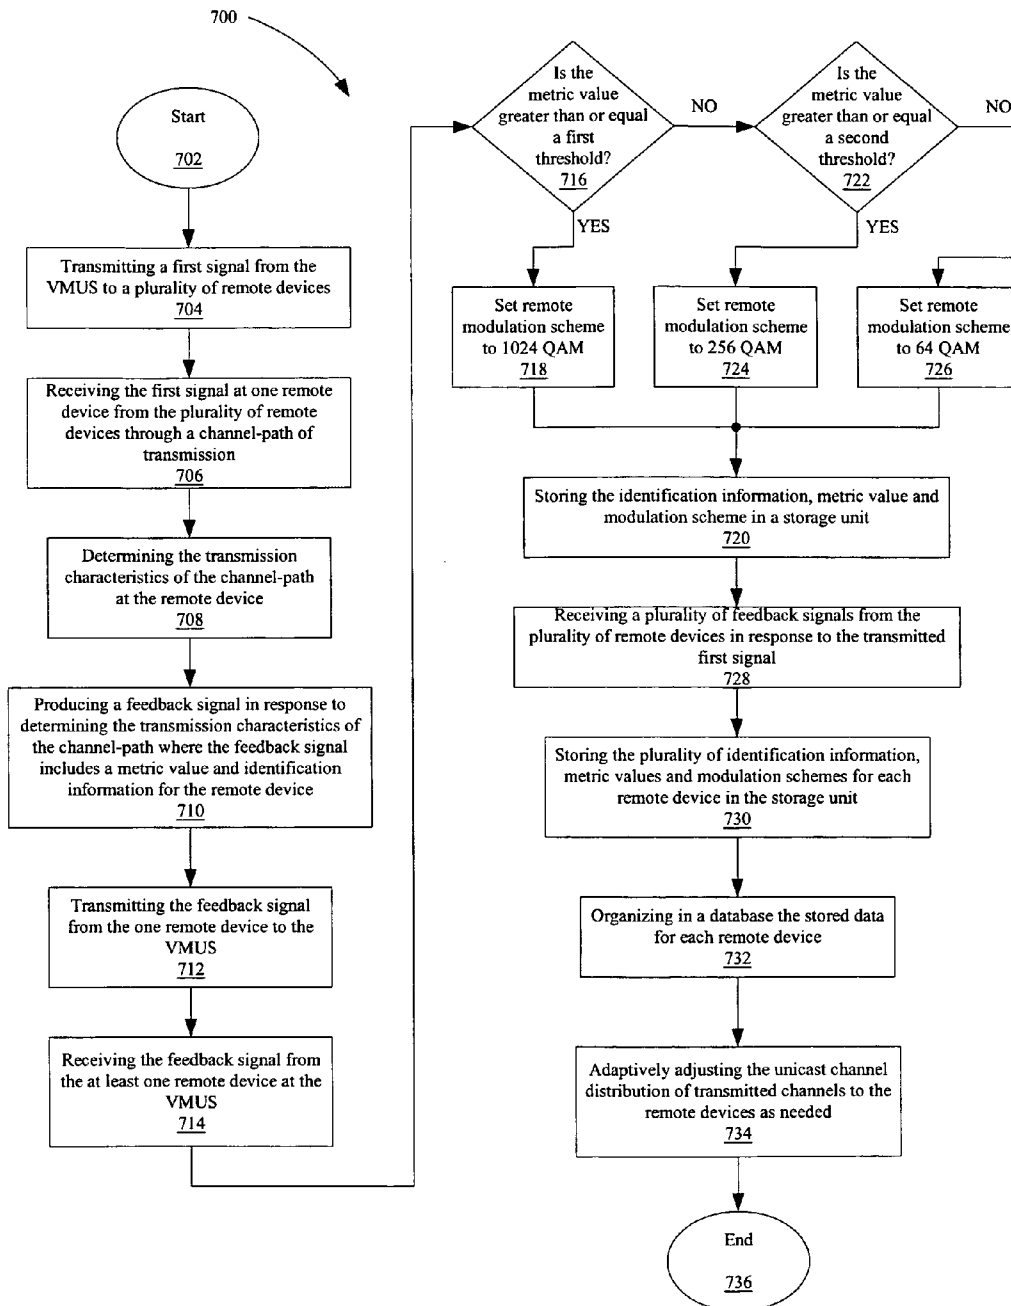 700
Start
702
Transmitting a first signal from the
VMUS to a plurality of remote devices
704
Receiving the first signal at one remote
device from the plurality of remote
devices through a channel-path of
transmission
706
Determining the transmission
characteristics of the channel-path
at the remote device
708
Producing a feedback signal in response to
determining the transmission characteristics of
the channel-path where the feedback signal
includes a metric value and identification
information for the remote device
710
Transmitting the feedback signal
from the one remote device to the
VMUS
712
Receiving the feedback signal from
the at least one remote device at the
VMUS
714
Is the
metric value
greater than or equal
a first
threshold?
716
NO
YES
Is the
metric value
greater than or equal
a second
threshold?
722
NO
YES
Set remote
modulation scheme
to 1024 QAM
718
Set remote
modulation scheme
to 256 QAM
724
Set remote
modulation scheme
to 64 QAM
726
Storing the identification information, metric value and
modulation scheme in a storage unit
720
Receiving a plurality of feedback signals from the
plurality of remote devices in response to the transmitted
first signal
728
Storing the plurality of identification information,
metric values and modulation schemes for each
remote device in the storage unit
730
Organizing in a database the stored data
for each remote device
732
Adaptively adjusting the unicast channel
distribution of transmitted channels to the
remote devices as needed
734
End
736